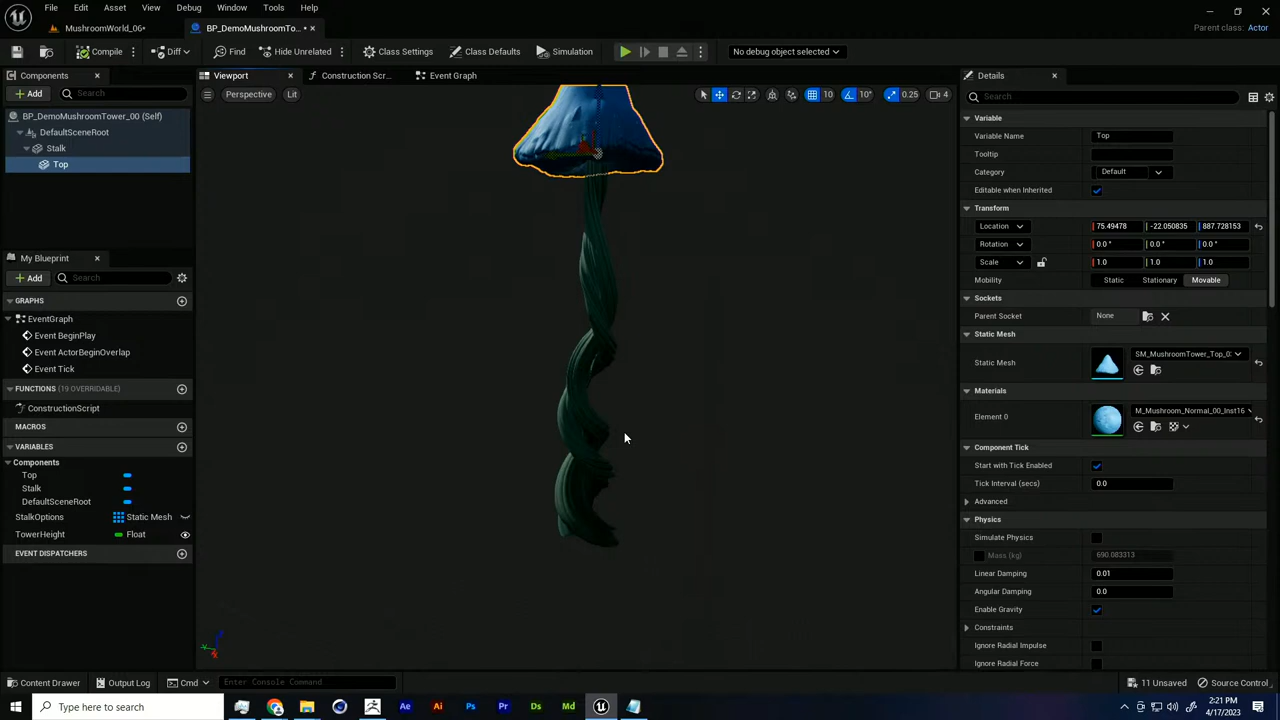 File Edit Asset View Debug Window Tools Help
MushroomWorld_06*
BP_DemoMushroomTo...*
Parent class: Actor
Compile
Diff
Find
Hide Unrelated
Class Settings
Class Defaults
Simulation
No debug object selected
Components
Add
Search
BP_DemoMushroomTower_00 (Self)
DefaultSceneRoot
Stalk
Top
My Blueprint
Add
Search
GRAPHS
EventGraph
Event BeginPlay
Event ActorBeginOverlap
Event Tick
FUNCTIONS (19 OVERRIDABLE)
ConstructionScript
MACROS
VARIABLES
Components
Top
Stalk
DefaultSceneRoot
StalkOptions Static Mesh
TowerHeight Float
EVENT DISPATCHERS
Viewport
Construction Scr...
Event Graph
Perspective
Lit
10
10°
0.25
4
Details
Search
Variable
Variable Name Top
Tooltip
Category Default
Editable when Inherited
Transform
Location 75.49478 -22.050835 887.728153
Rotation 0.0 ° 0.0 ° 0.0 °
Scale 1.0 1.0 1.0
Mobility Static Stationary Movable
Sockets
Parent Socket None
Static Mesh
Static Mesh SM_MushroomTower_Top_0
Materials
Element 0 M_Mushroom_Normal_00_Inst16
Component Tick
Start with Tick Enabled
Tick Interval (secs) 0.0
Advanced
Physics
Simulate Physics
Mass (kg) 690.083313
Linear Damping 0.01
Angular Damping 0.0
Enable Gravity
Constraints
Ignore Radial Impulse
Ignore Radial Force
Content Drawer
Output Log
Cmd
Enter Console Command
11 Unsaved
Source Control
Type here to search
Ae
Ai
Ps
Pr
Ds
Md
2:21 PM
4/17/2023